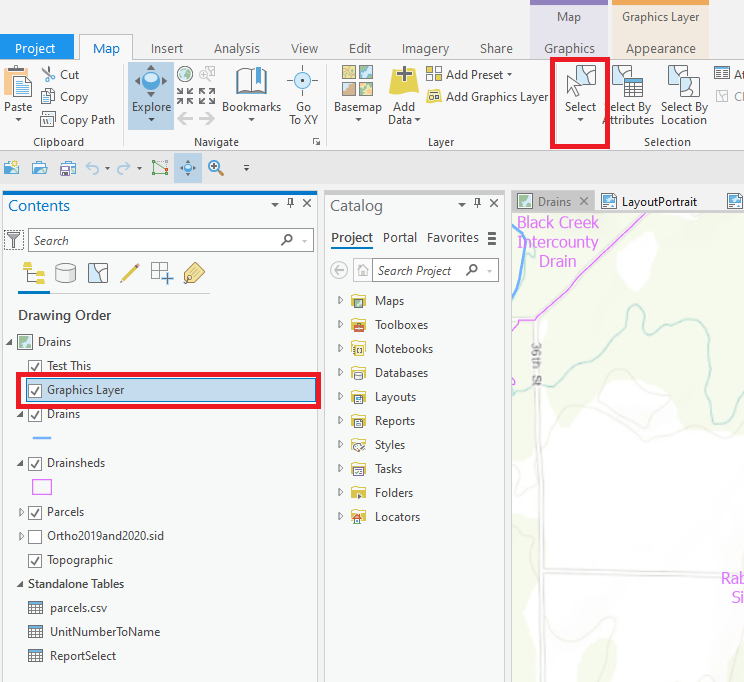 Map
Graphics Layer
Project
Map
Insert
Analysis
View
Edit
Imagery
Share
Graphics
Appearance
Paste
Cut
Copy
Copy Path
Clipboard
Explore
Bookmarks
Go
To XY
Navigate
Basemap
Add
Data
Add Preset
Add Graphics Layer
Layer
Select
Select By
Attributes
Select By
Location
Selection
Contents
Search
Drawing Order
Drains
Test This
Graphics Layer
Drains
Drainsheds
Parcels
Ortho2019and2020.sid
Topographic
Standalone Tables
parcels.csv
UnitNumberToName
ReportSelect
Catalog
Project
Portal
Favorites
Search Project
Maps
Toolboxes
Notebooks
Databases
Layouts
Reports
Styles
Tasks
Folders
Locators
Drains
LayoutPortrait
Black Creek
Intercounty
Drain
36th St
Rab
Si